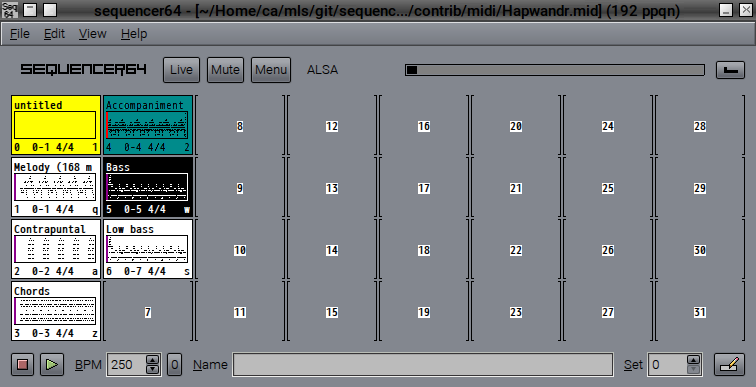 Seq 64
sequencer64 - [~/Home/ca/mls/git/sequenc.../contrib/midi/Hapwandr.mid] (192 ppqn)
File Edit View Help
SEQUENCER64 Live Mute Menu ALSA
untitled
0 0-1 4/4 1
Accompaniment
4 0-4 4/4 2
8 12 16 20 24 28
Melody (168 m
1 0-1 4/4 q
Bass
5 0-5 4/4 w
9 13 17 21 25 29
Contrapuntal
2 0-2 4/4 a
Low bass
6 0-7 4/4 s
10 14 18 22 26 30
Chords
3 0-3 4/4 z
7 11 15 19 23 27 31
BPM 250 0 Name Set 0